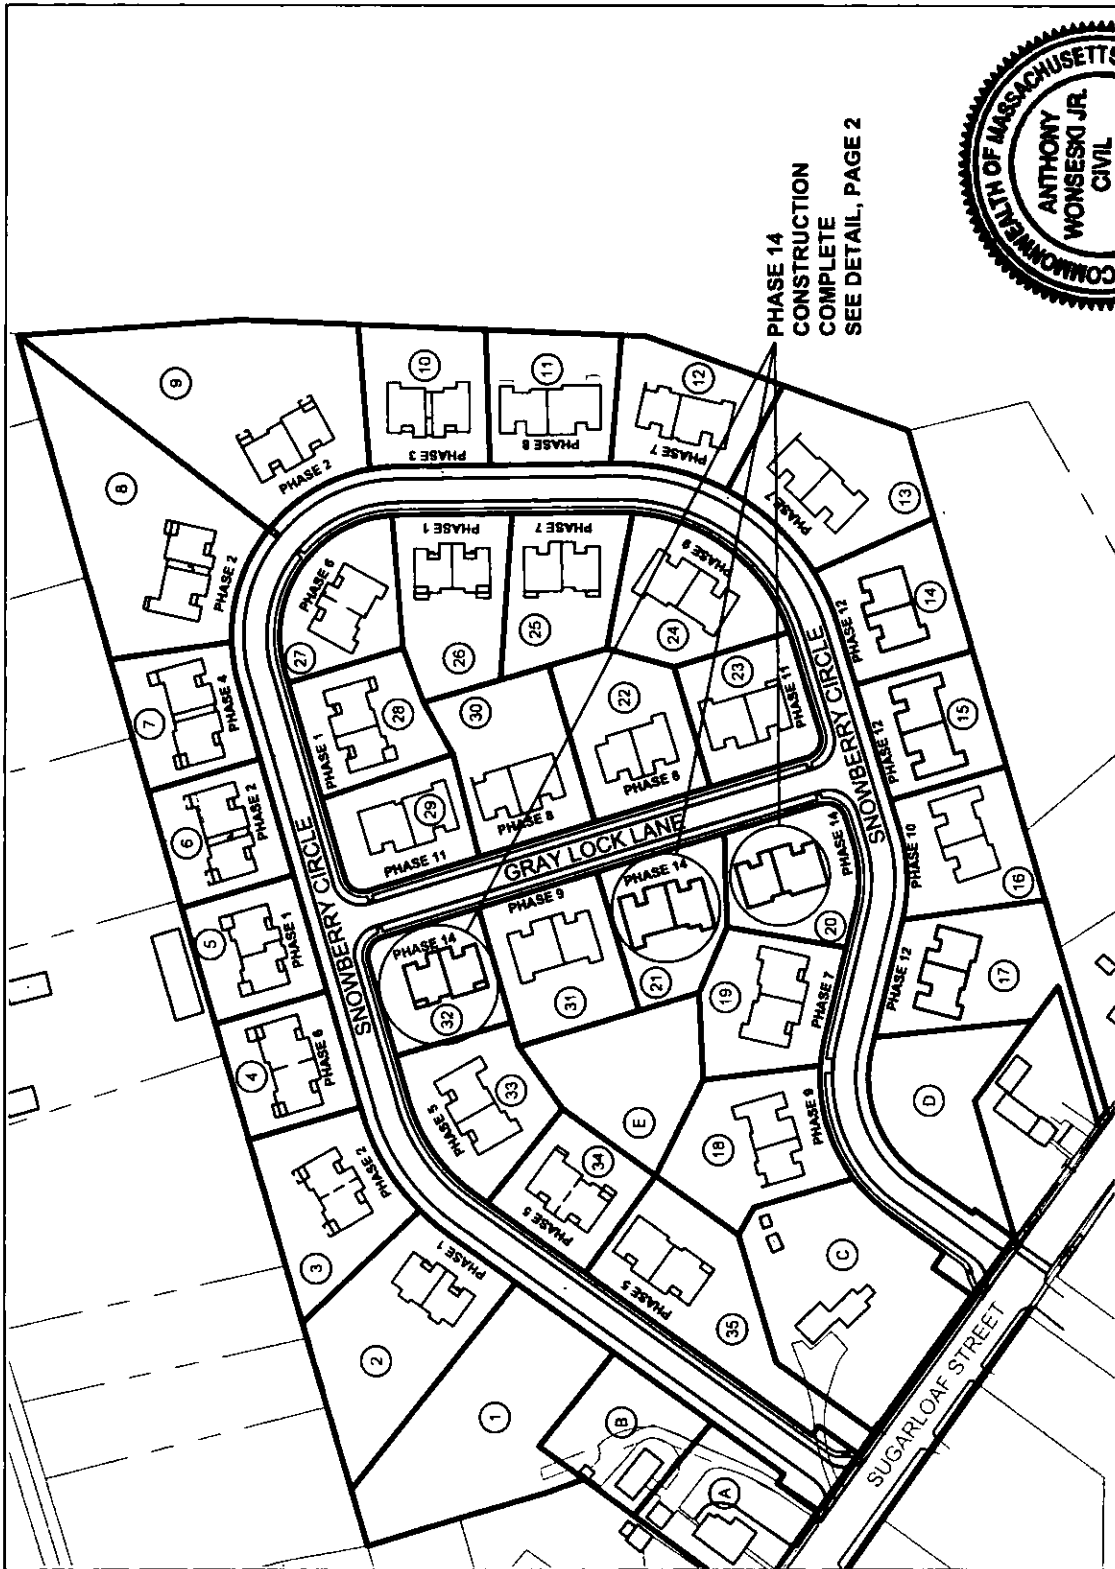 COMMONWEALTH OF MASSACHUSETTS
ANTHONY
WONSESKI JR.
CIVIL
PHASE 14
CONSTRUCTION
COMPLETE
SEE DETAIL, PAGE 2
SNOWBERRY CIRCLE
SNOWBERRY CIRCLE
GRAY LOCK LANE
SUGARLOAF STREET
A
B
C
D
E
1
2
PHASE 1
3
PHASE 2
4
PHASE 6
5
PHASE 1
6
PHASE 2
7
PHASE 4
8
PHASE 2
9
PHASE 2
10
PHASE 3
11
PHASE 8
12
PHASE 7
13
PHASE 7
14
PHASE 12
15
PHASE 12
16
PHASE 10
17
PHASE 12
18
PHASE 9
19
PHASE 7
20
PHASE 14
21
PHASE 14
22
PHASE 6
23
PHASE 11
24
PHASE 9
25
PHASE 7
26
PHASE 1
27
PHASE 6
28
PHASE 1
29
PHASE 11
30
PHASE 8
31
PHASE 9
32
PHASE 14
33
PHASE 5
34
PHASE 5
35
PHASE 5